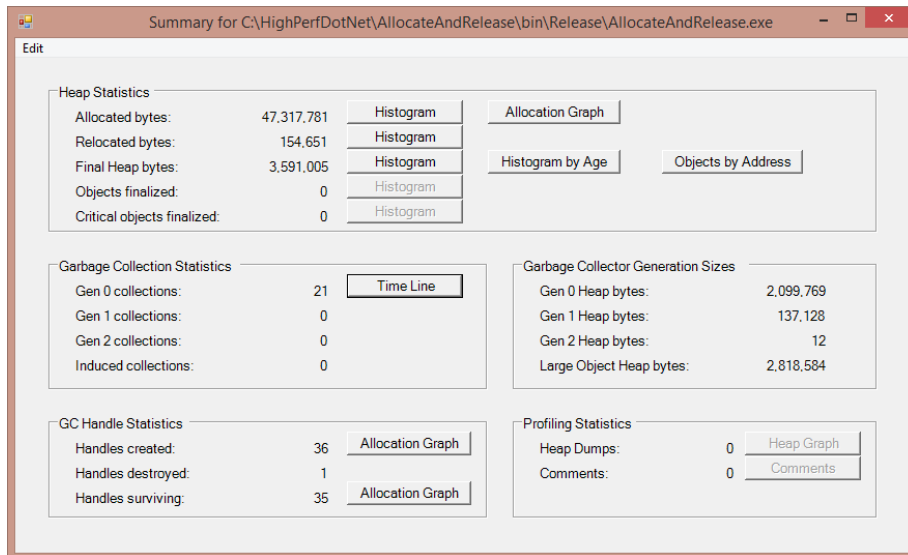 Summary for C:\HighPerfDotNet\AllocateAndRelease\bin\Release\AllocateAndRelease.exe
Edit
Heap Statistics
Allocated bytes: 47,317,781 Histogram Allocation Graph
Relocated bytes: 154,651 Histogram
Final Heap bytes: 3,591,005 Histogram Histogram by Age Objects by Address
Objects finalized: 0 Histogram
Critical objects finalized: 0 Histogram
Garbage Collection Statistics
Gen 0 collections: 21 Time Line
Gen 1 collections: 0
Gen 2 collections: 0
Induced collections: 0
Garbage Collector Generation Sizes
Gen 0 Heap bytes: 2,099,769
Gen 1 Heap bytes: 137,128
Gen 2 Heap bytes: 12
Large Object Heap bytes: 2,818,584
GC Handle Statistics
Handles created: 36 Allocation Graph
Handles destroyed: 1
Handles surviving: 35 Allocation Graph
Profiling Statistics
Heap Dumps: 0 Heap Graph
Comments: 0 Comments